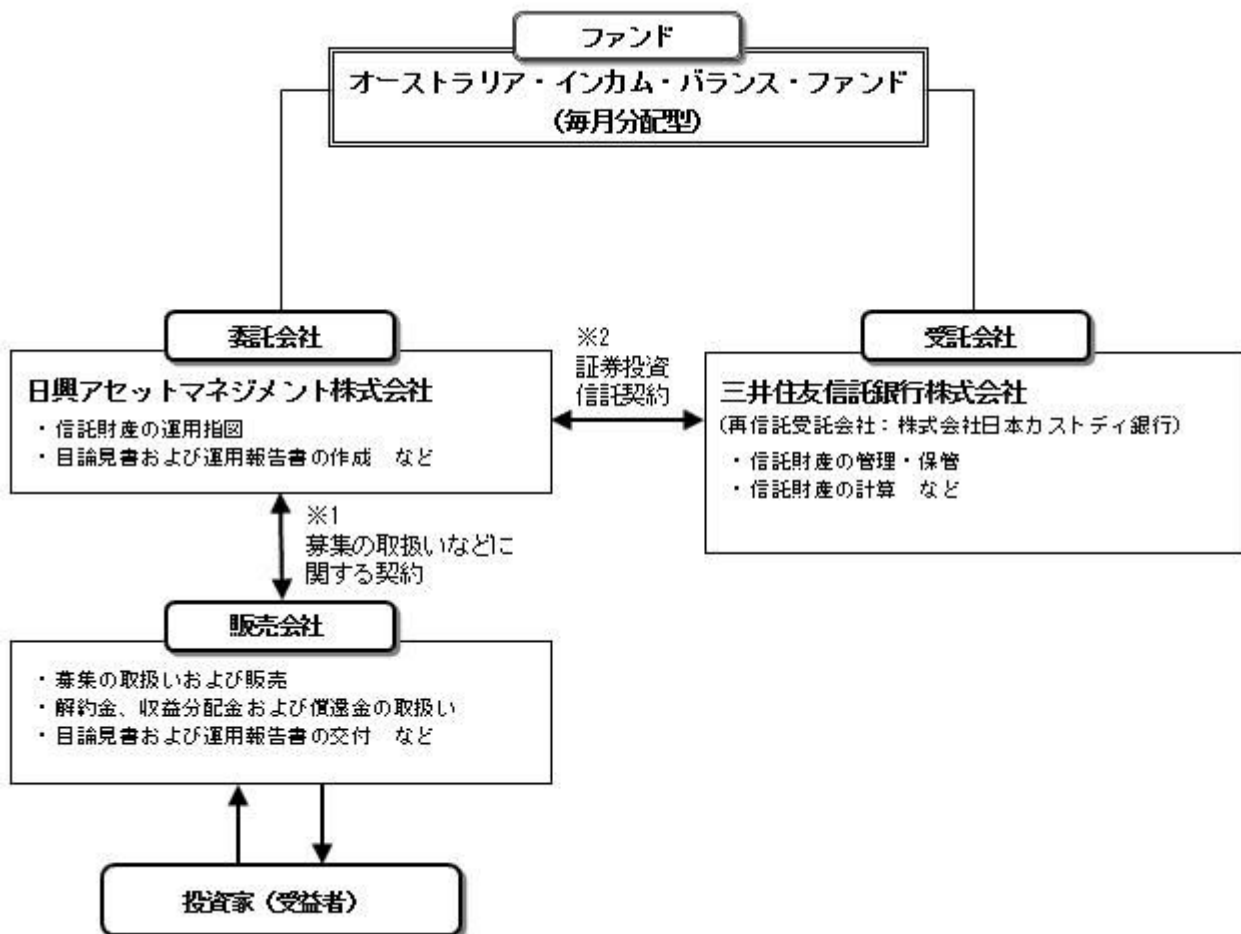 ファンド
オーストラリア・インカム・バランス・ファンド
(毎月分配型)
委託会社
日興アセットマネジメント株式会社
・信託財産の運用指図
・目論見書および運用報告書の作成　など
※2
証券投資
信託契約
受託会社
三井住友信託銀行株式会社
(再信託受託会社：株式会社日本カストディ銀行)
・信託財産の管理・保管
・信託財産の計算　など
※1
募集の取扱いなどに
関する契約
販売会社
・募集の取扱いおよび販売
・解約金、収益分配金および償還金の取扱い
・目論見書および運用報告書の交付　など
投資家（受益者）